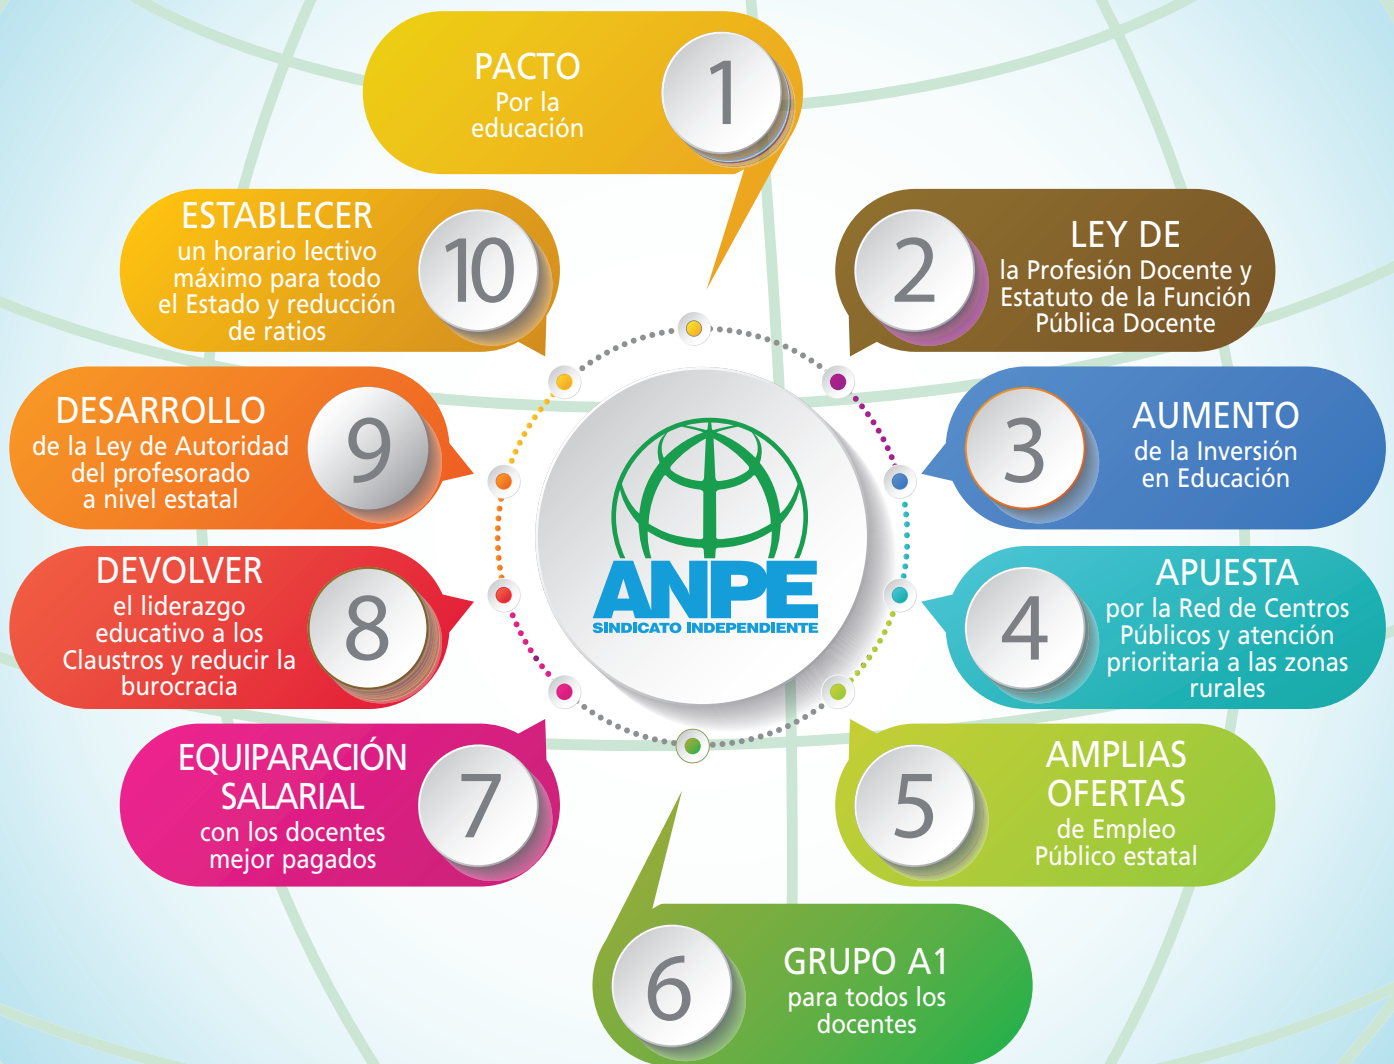 PACTO
Por la
educación
1
2
LEY DE
la Profesión Docente y
Estatuto de la Función
Pública Docente
3
AUMENTO
de la Inversión
en Educación
4
APUESTA
por la Red de Centros
Públicos y atención
prioritaria a las zonas
rurales
5
AMPLIAS
OFERTAS
de Empleo
Público estatal
6
GRUPO A1
para todos los
docentes
EQUIPARACIÓN
SALARIAL
con los docentes
mejor pagados
7
DEVOLVER
el liderazgo
educativo a los
Claustros y reducir la
burocracia
8
DESARROLLO
de la Ley de Autoridad
del profesorado
a nivel estatal
9
ESTABLECER
un horario lectivo
máximo para todo
el Estado y reducción
de ratios
10
ANPE
SINDICATO INDEPENDIENTE